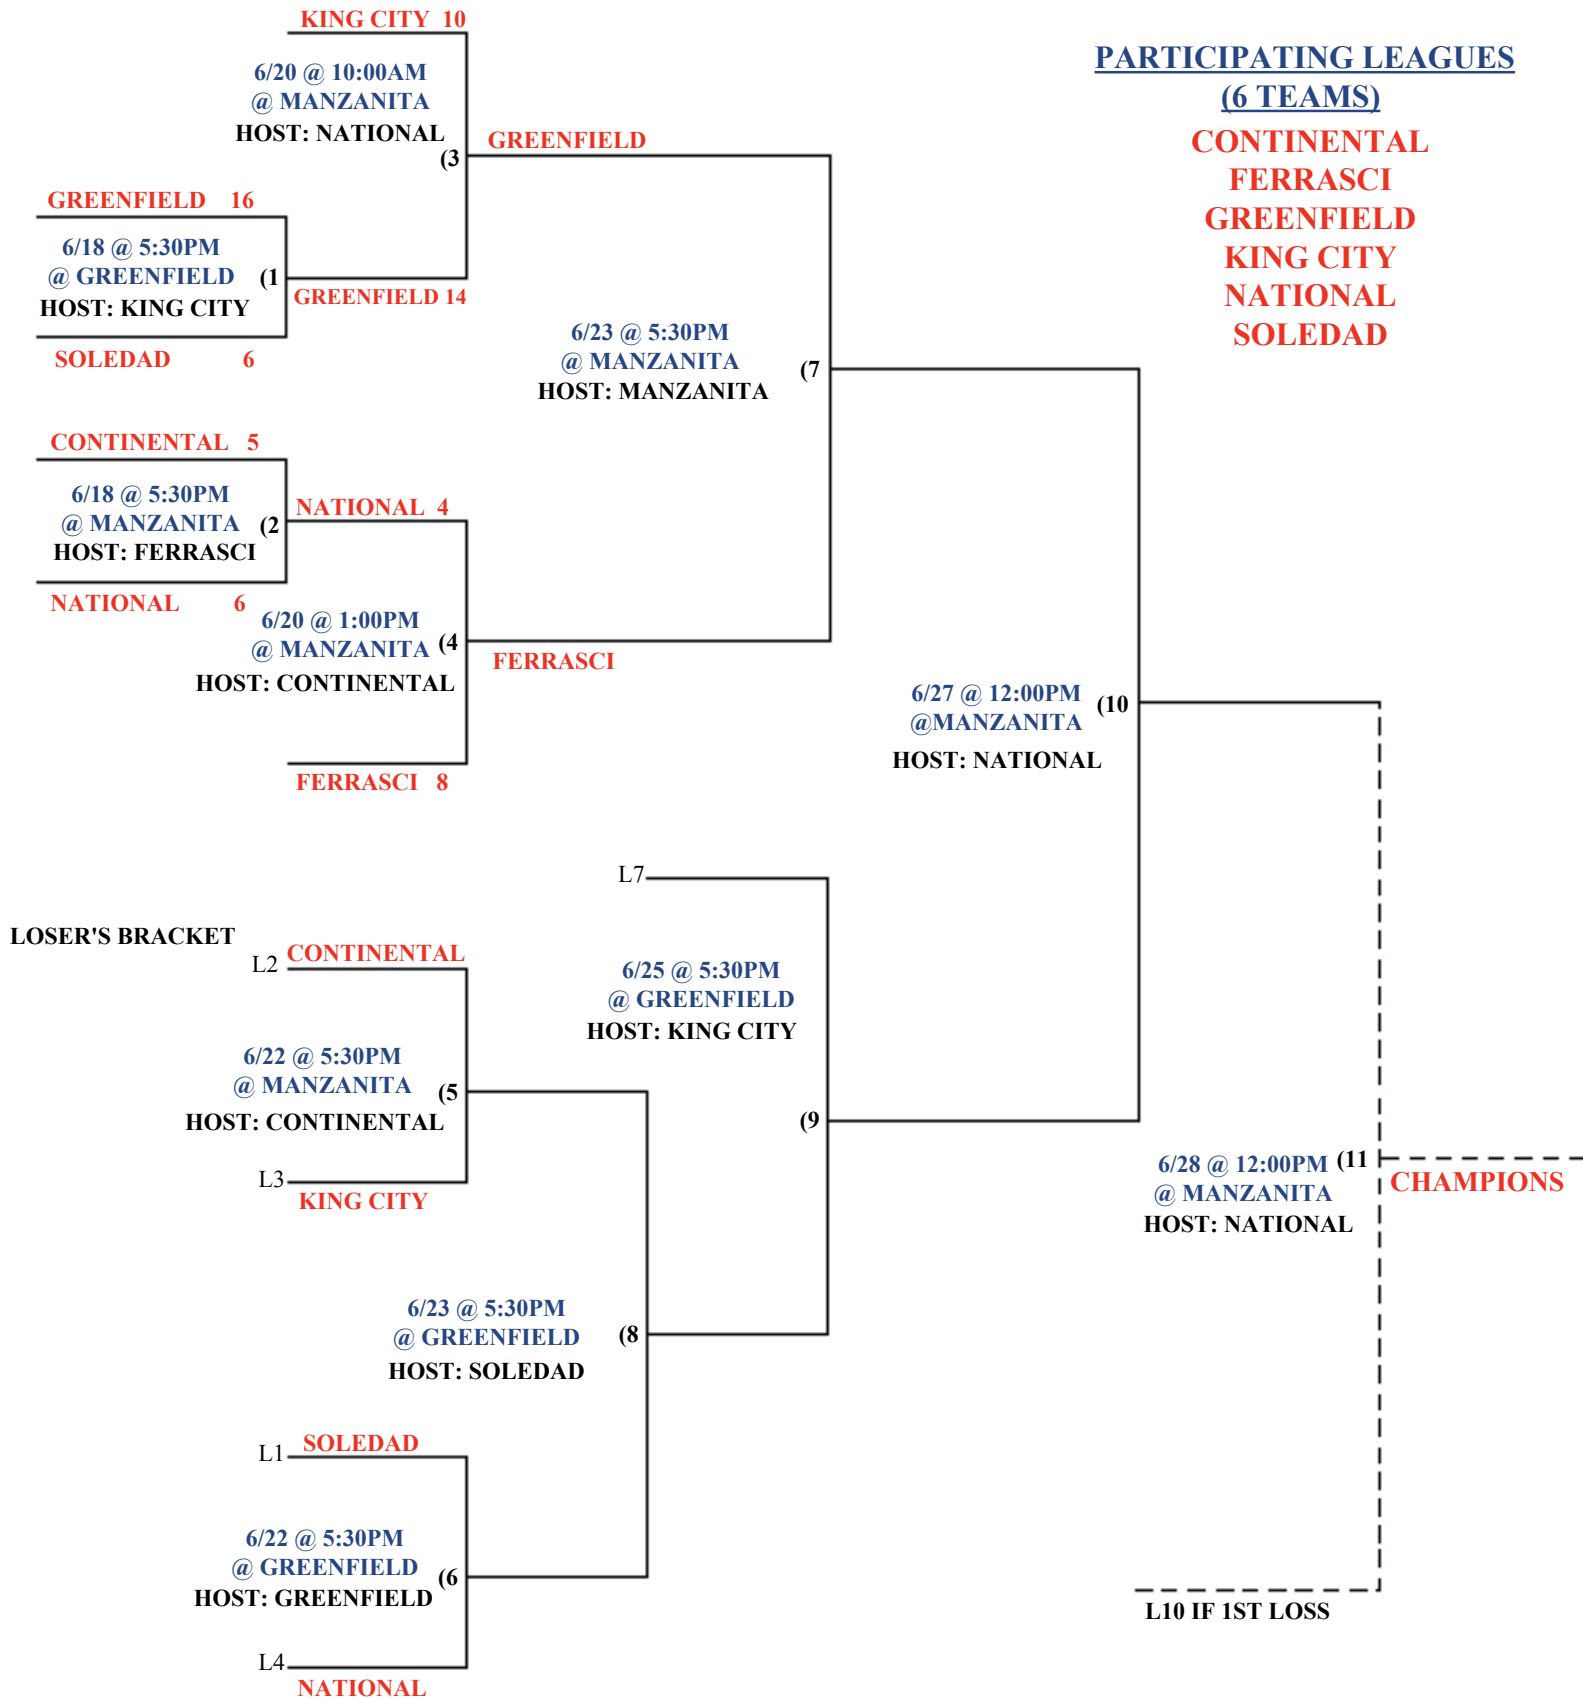 KING CITY 10
6/20 @ 10:00AM
@ MANZANITA
HOST: NATIONAL
(3
GREENFIELD
PARTICIPATING LEAGUES
(6 TEAMS)
CONTINENTAL
FERRASCI
GREENFIELD
KING CITY
NATIONAL
SOLEDAD
GREENFIELD 16
6/18 @ 5:30PM
@ GREENFIELD
HOST: KING CITY
(1
GREENFIELD 14
SOLEDAD 6
6/23 @ 5:30PM
@ MANZANITA
HOST: MANZANITA
(7
CONTINENTAL 5
6/18 @ 5:30PM
@ MANZANITA
HOST: FERRASCI
(2
NATIONAL 4
NATIONAL 6
6/20 @ 1:00PM
@ MANZANITA
HOST: CONTINENTAL
(4
FERRASCI
FERRASCI 8
6/27 @ 12:00PM
@MANZANITA
HOST: NATIONAL
(10
L7
LOSER'S BRACKET
L2
CONTINENTAL
6/25 @ 5:30PM
@ GREENFIELD
HOST: KING CITY
(9
6/22 @ 5:30PM
@ MANZANITA
HOST: CONTINENTAL
(5
L3
KING CITY
6/28 @ 12:00PM
@ MANZANITA
HOST: NATIONAL
(11
CHAMPIONS
6/23 @ 5:30PM
@ GREENFIELD
HOST: SOLEDAD
(8
L1
SOLEDAD
6/22 @ 5:30PM
@ GREENFIELD
HOST: GREENFIELD
(6
L4
NATIONAL
L10 IF 1ST LOSS